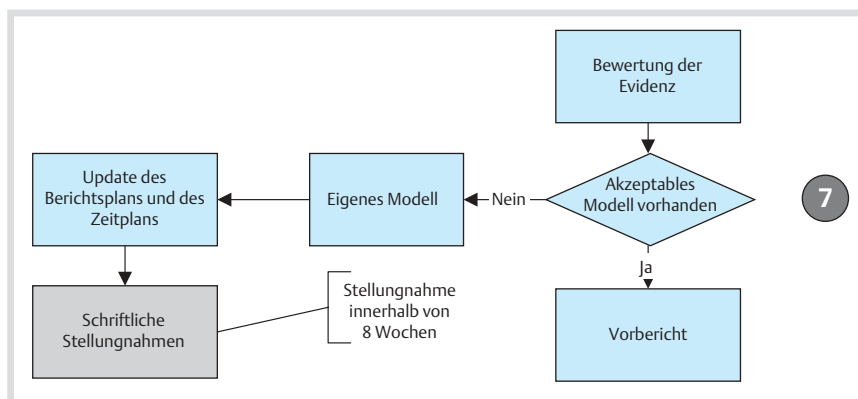 Bewertung der
Evidenz
Akzeptables
Modell vorhanden
7
Nein
Eigenes Modell
Update des
Berichtsplans und des
Zeitplans
Ja
Schriftliche
Stellungnahmen
Stellungnahme
innerhalb von
8 Wochen
Vorbericht